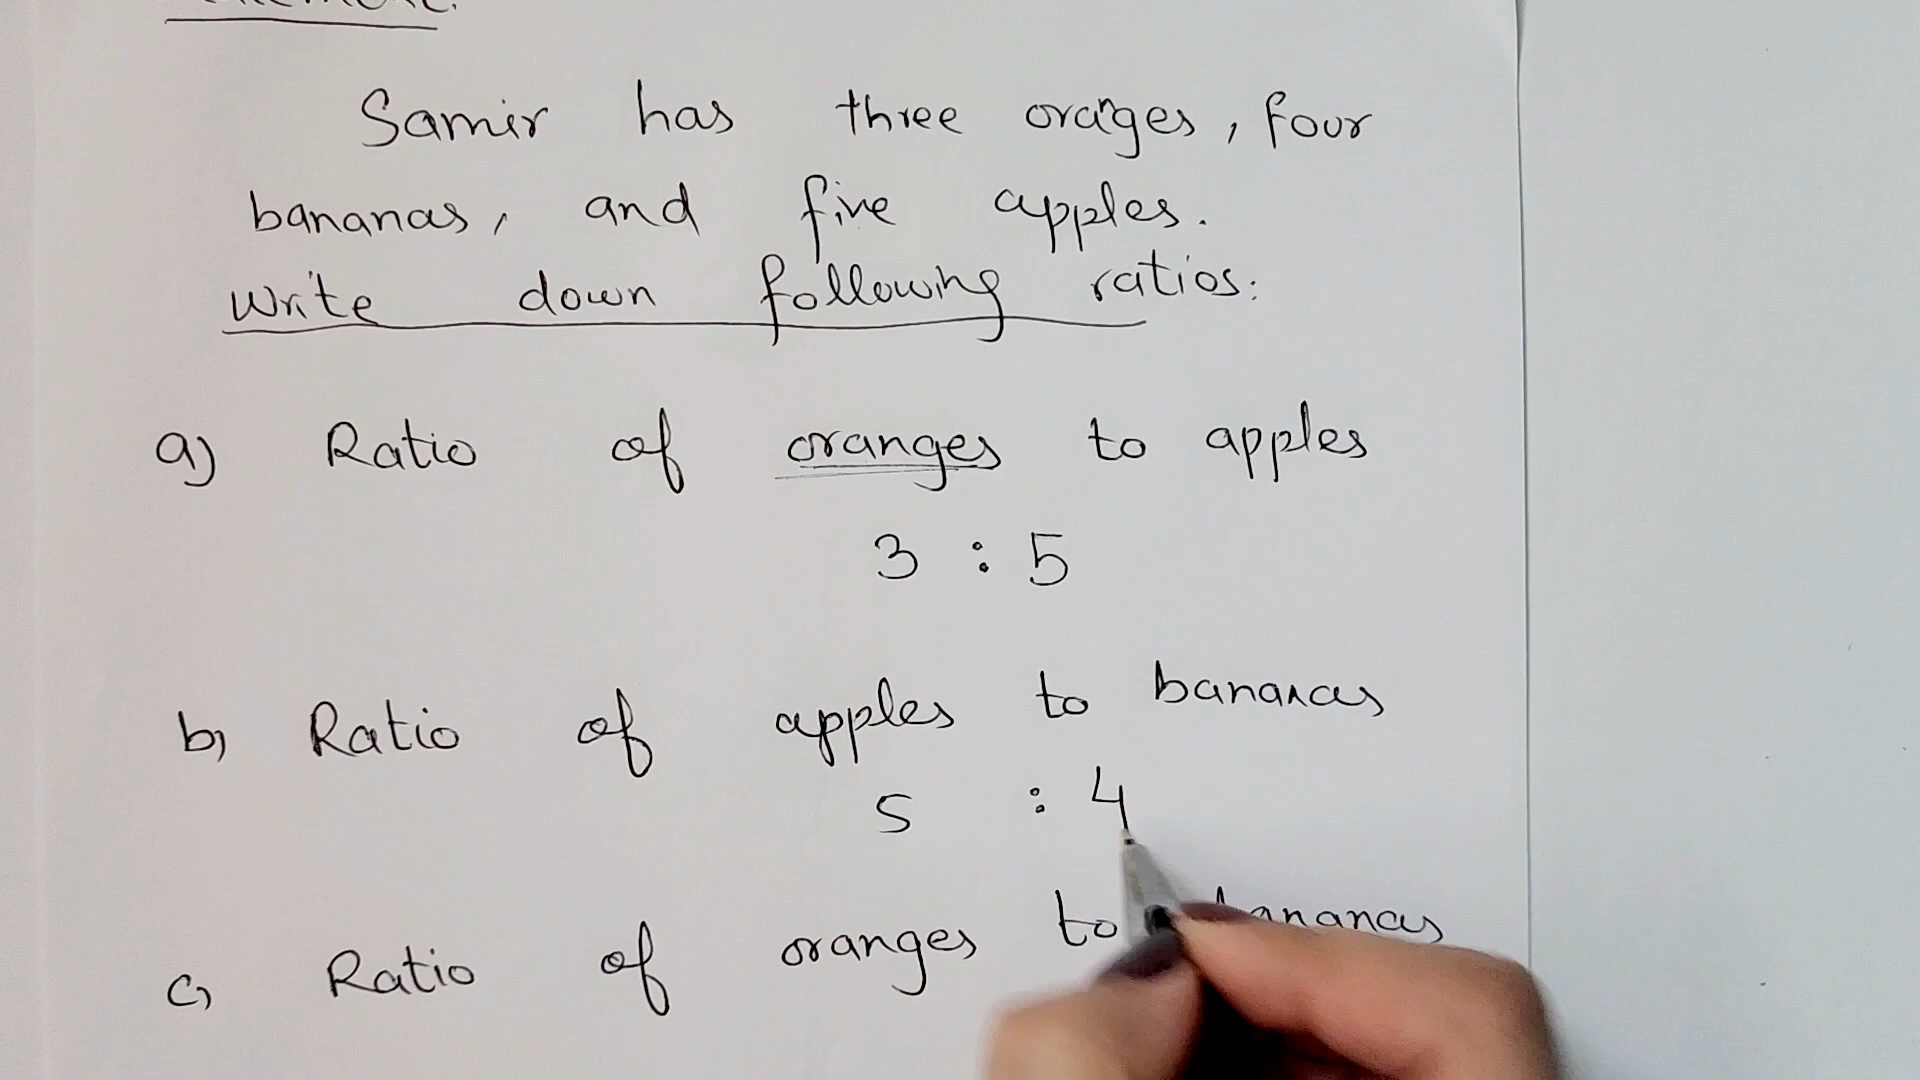 Samir has three oranges, four
bananas, and five apples.
Write down following ratios:
a) Ratio of oranges to apples
3 : 5
b) Ratio of apples to bananas
5 : 4
c) Ratio of oranges to bananas